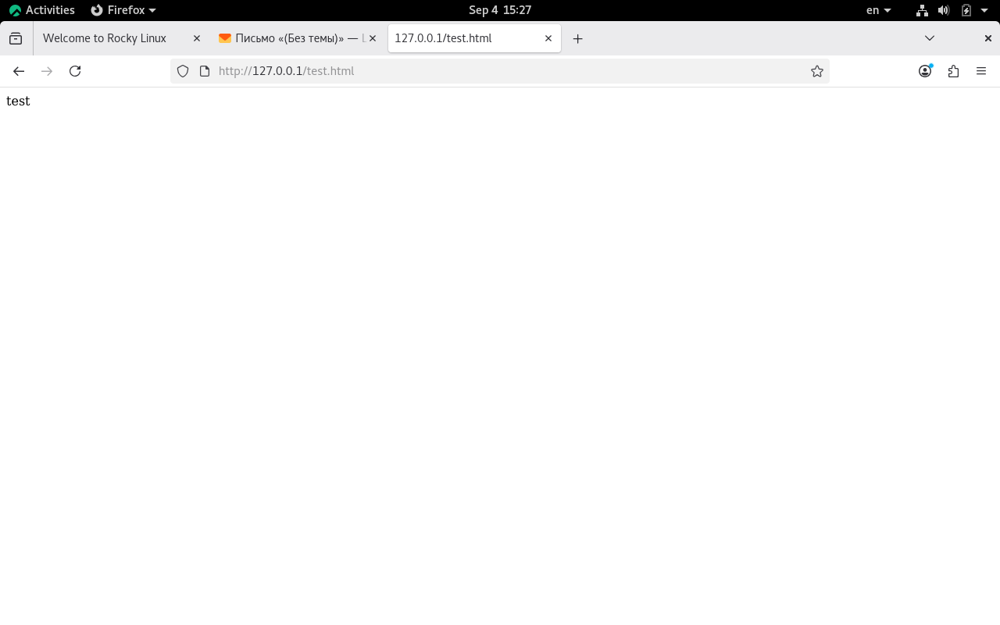 Activities Firefox Sep 4 15:27 en
Welcome to Rocky Linux Письмо «(Без темы)» — 127.0.0.1/test.html
http://127.0.0.1/test.html
test